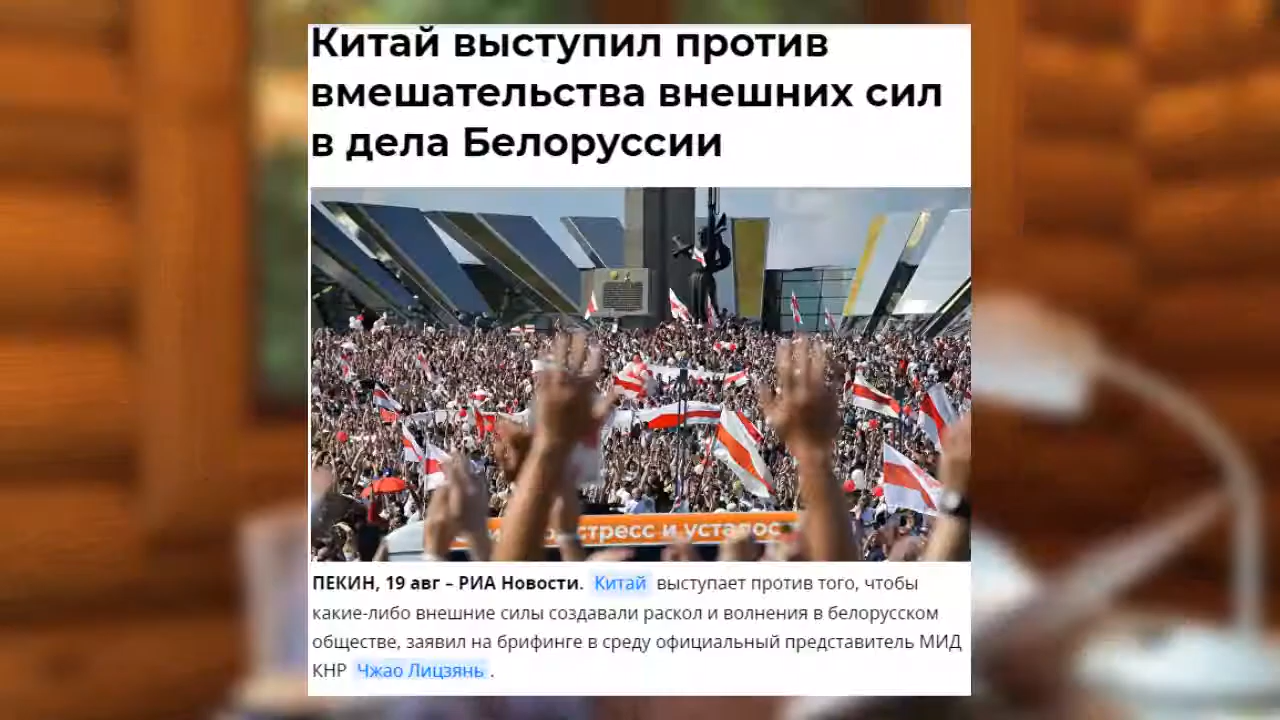 Китай выступил против
вмешательства внешних сил
в дела Белоруссии
стресс и усталос
ПЕКИН, 19 авг – РИА Новости. Китай выступает против того, чтобы
какие-либо внешние силы создавали раскол и волнения в белорусском
обществе, заявил на брифинге в среду официальный представитель МИД
КНР Чжао Лицзянь.